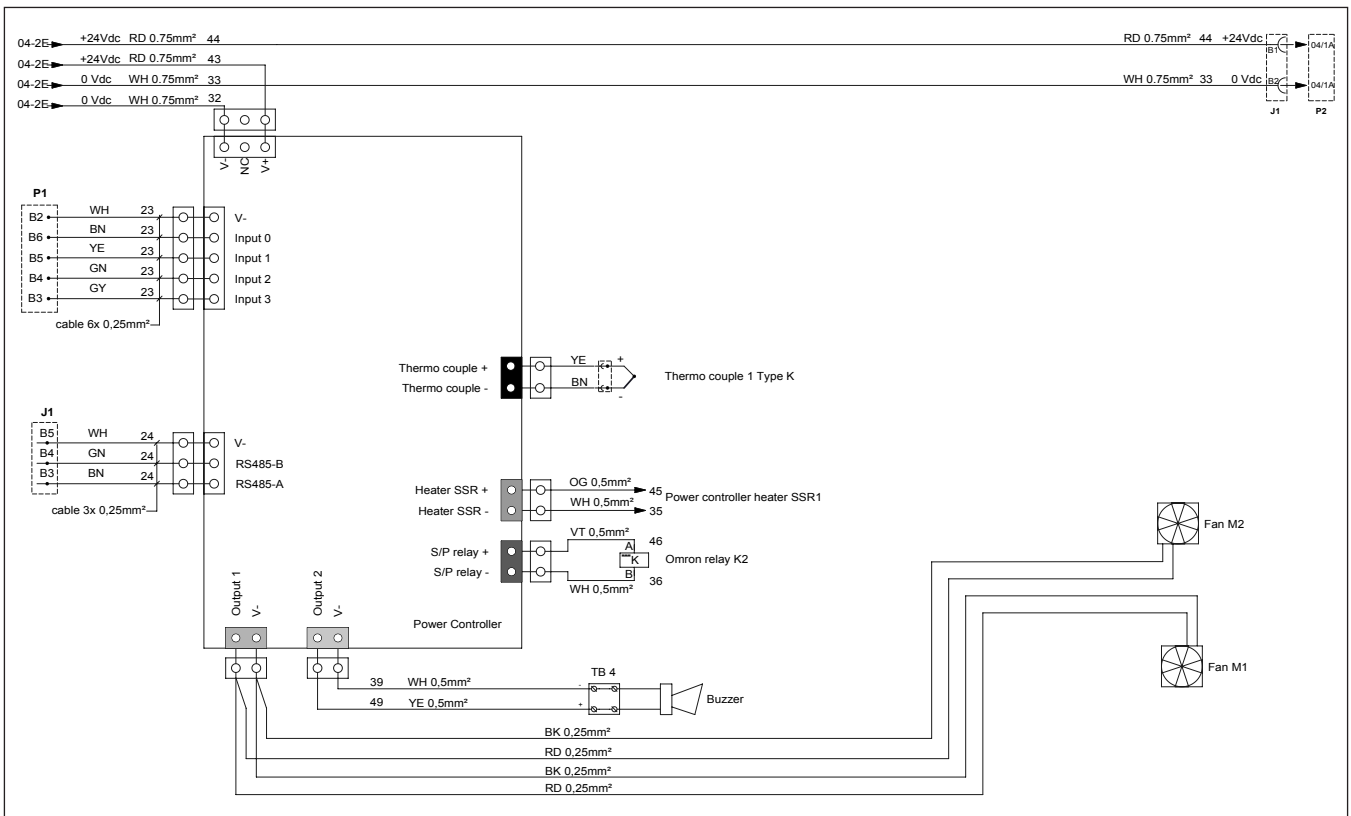 04-2E +24Vdc RD 0.75mm² 44 RD 0.75mm² 44 +24Vdc B1 04/1A
04-2E +24Vdc RD 0.75mm² 43
04-2E 0 Vdc WH 0.75mm² 33 WH 0.75mm² 33 0 Vdc B2 04/1A
04-2E 0 Vdc WH 0.75mm² 32
J1 P2
V- NC V+
P1
B2 WH 23 V-
B6 BN 23 Input 0
B5 YE 23 Input 1
B4 GN 23 Input 2
B3 GY 23 Input 3
cable 6x 0,25mm²
Thermo couple + YE +
Thermo couple 1 Type K
Thermo couple - BN -
J1
B5 WH 24 V-
B4 GN 24 RS485-B
B3 BN 24 RS485-A
cable 3x 0,25mm²
Heater SSR + OG 0,5mm² 45
Power controller heater SSR1
Heater SSR - WH 0,5mm² 35
VT 0,5mm²
S/P relay + A 46
K Omron relay K2
S/P relay - B 36
WH 0,5mm²
Fan M2
Output 1 V- Output 2 V-
Power Controller
Fan M1
TB 4
39 WH 0,5mm² -
Buzzer
49 YE 0,5mm² +
BK 0,25mm²
RD 0,25mm²
BK 0,25mm²
RD 0,25mm²